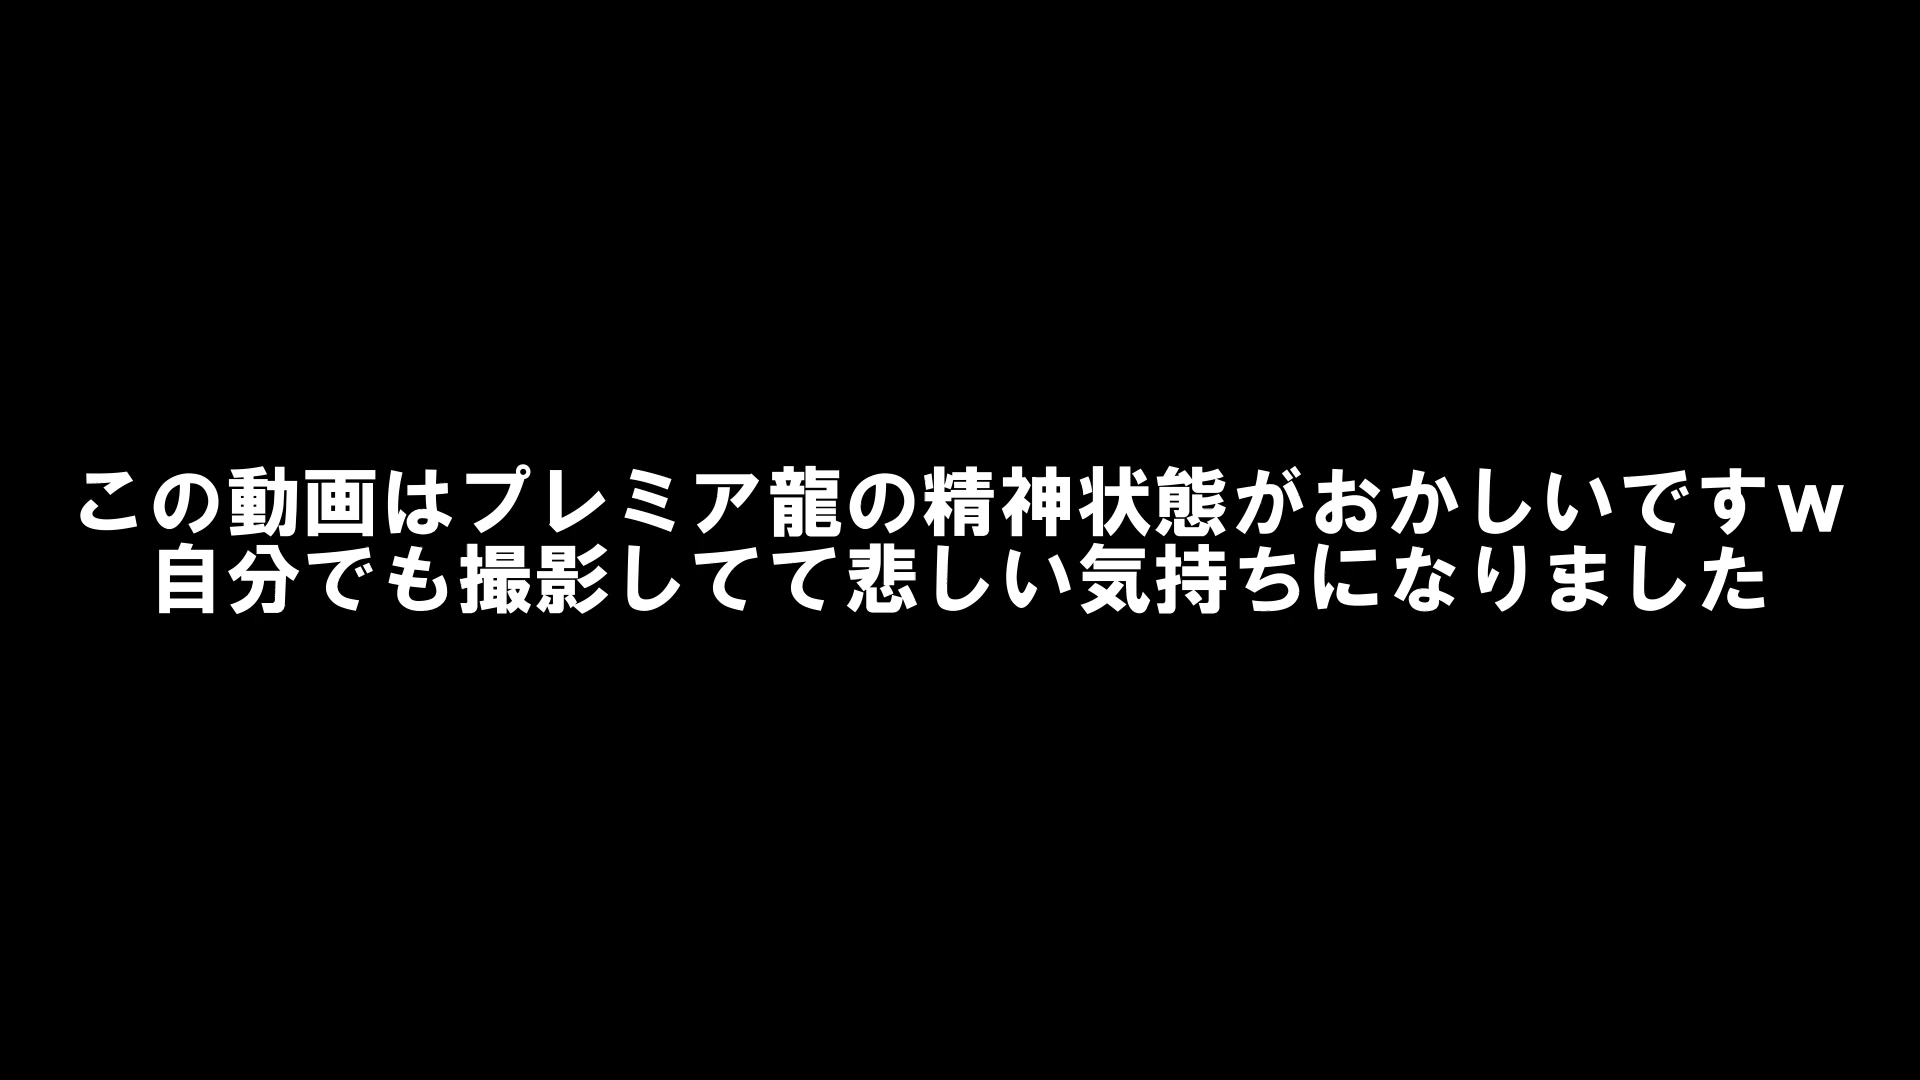 この動画はプレミア龍の精神状態がおかしいですｗ
自分でも撮影してて悲しい気持ちになりました